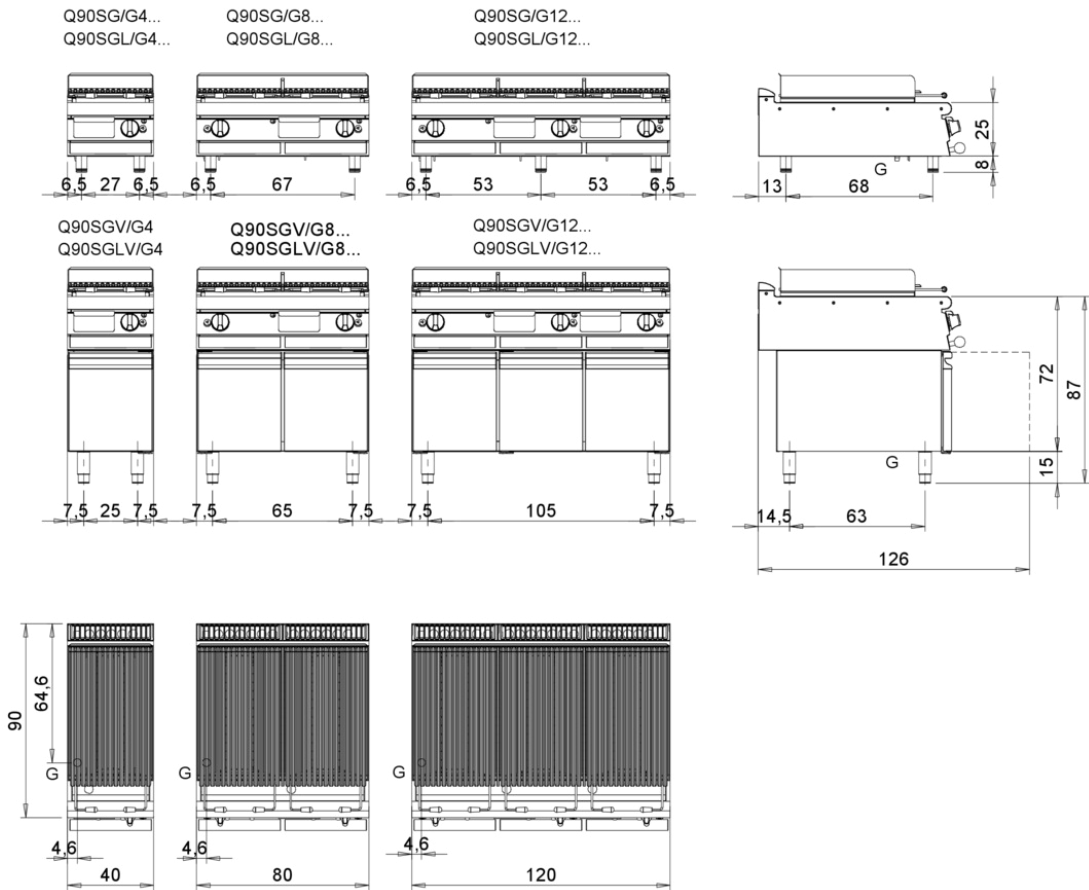 Q90SG/G4...
Q90SGL/G4...
Q90SG/G8...
Q90SGL/G8...
Q90SG/G12...
Q90SGL/G12...
25
8
G
6,5 27 6,5
6,5 67
6,5 53 53 6,5
13 68
Q90SGV/G4
Q90SGLV/G4
Q90SGV/G8...
Q90SGLV/G8...
Q90SGV/G12...
Q90SGLV/G12...
72
87
G
15
7,5 25 7,5
7,5 65 7,5
7,5 105 7,5
14,5 63
126
90
64,6
G
G
G
4,6
4,6
4,6
40
80
120